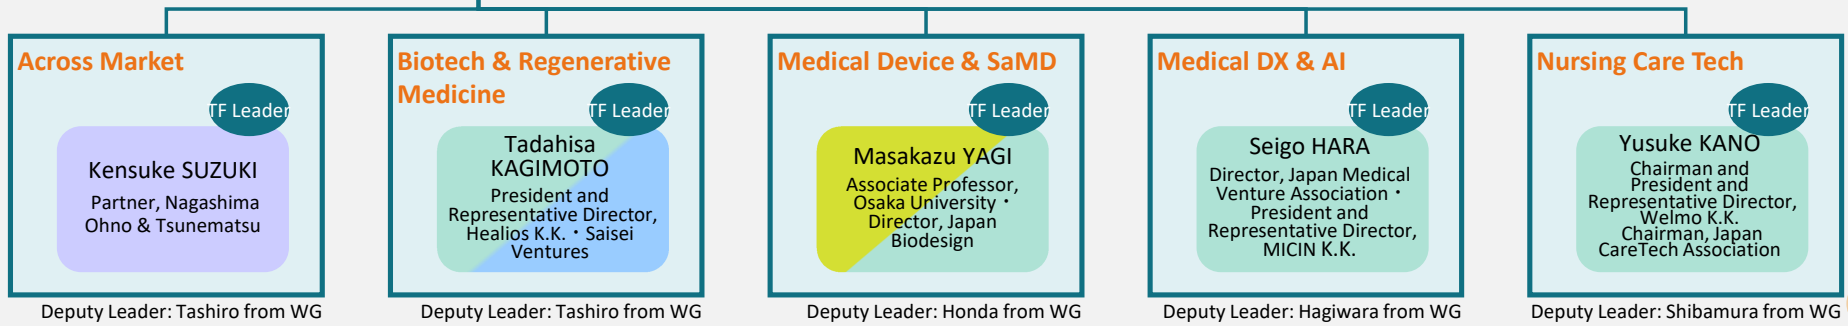 Across Market
TF Leader
Kensuke SUZUKI
Partner, Nagashima
Ohno & Tsunematsu
Deputy Leader: Tashiro from WG
Biotech & Regenerative
Medicine
TF Leader
Tadahisa
KAGIMOTO
President and
Representative Director,
Healios K.K.・Saisei
Ventures
Deputy Leader: Tashiro from WG
Medical Device & SaMD
TF Leader
Masakazu YAGI
Associate Professor,
Osaka University・
Director, Japan
Biodesign
Deputy Leader: Honda from WG
Medical DX & AI
TF Leader
Seigo HARA
Director, Japan Medical
Venture Association・
President and
Representative Director,
MICIN K.K.
Deputy Leader: Hagiwara from WG
Nursing Care Tech
TF Leader
Yusuke KANO
Chairman and
President and
Representative Director,
Welmo K.K.
Chairman, Japan
CareTech Association
Deputy Leader: Shibamura from WG